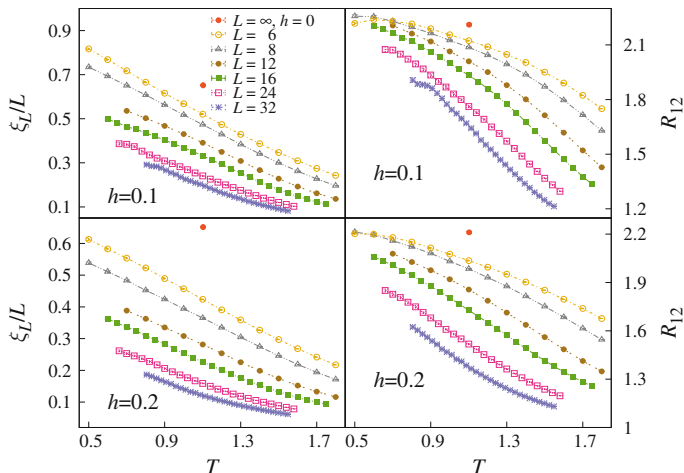 L = ∞, h = 0
L = 6
L = 8
L = 12
L = 16
L = 24
L = 32
0.9
0.7
0.5
0.3
0.1
ξL/L
h=0.1
2.1
1.8
1.5
1.2
R12
h=0.1
0.6
0.5
0.4
0.3
0.2
0.1
ξL/L
h=0.2
2.2
1.9
1.6
1.3
1
R12
h=0.2
0.5 0.9 1.3 1.7
T
0.5 0.9 1.3 1.7
T